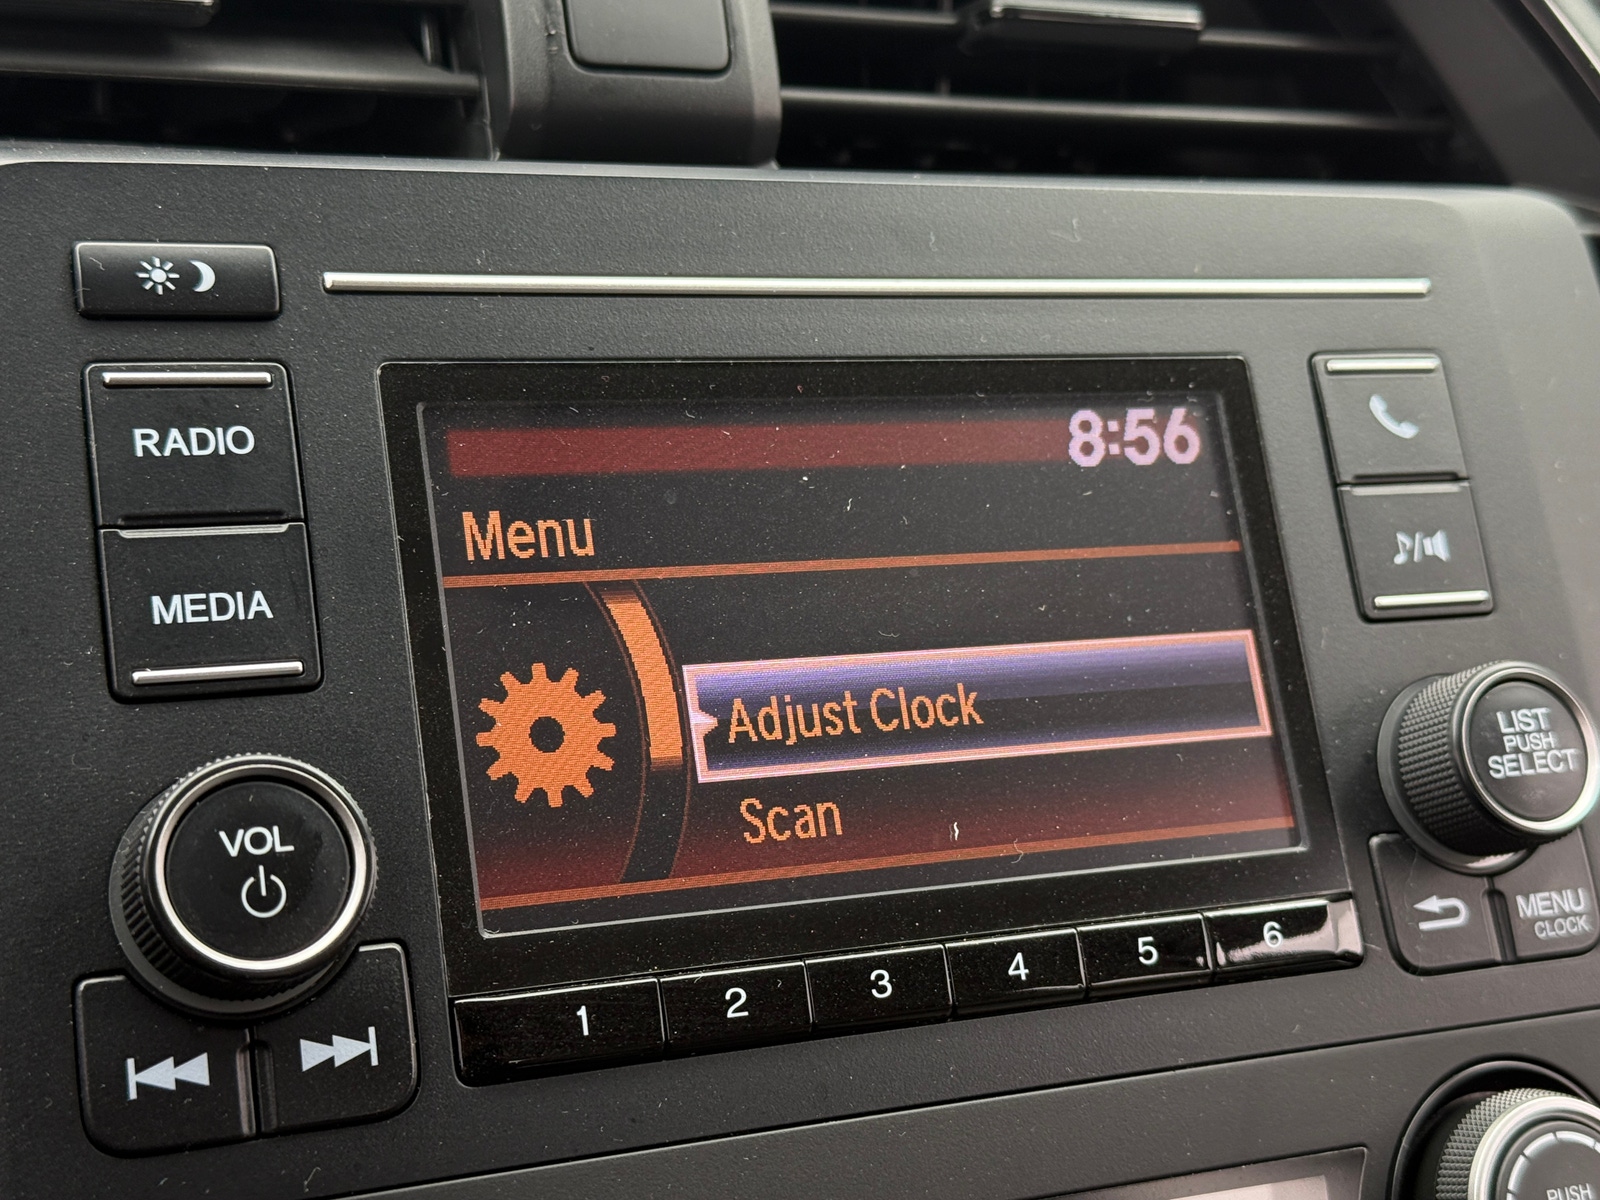 RADIO
MEDIA
VOL
8:56
Menu
Adjust Clock
Scan
1 2 3 4 5 6
LIST
PUSH
SELECT
MENU
CLOCK
PUSH